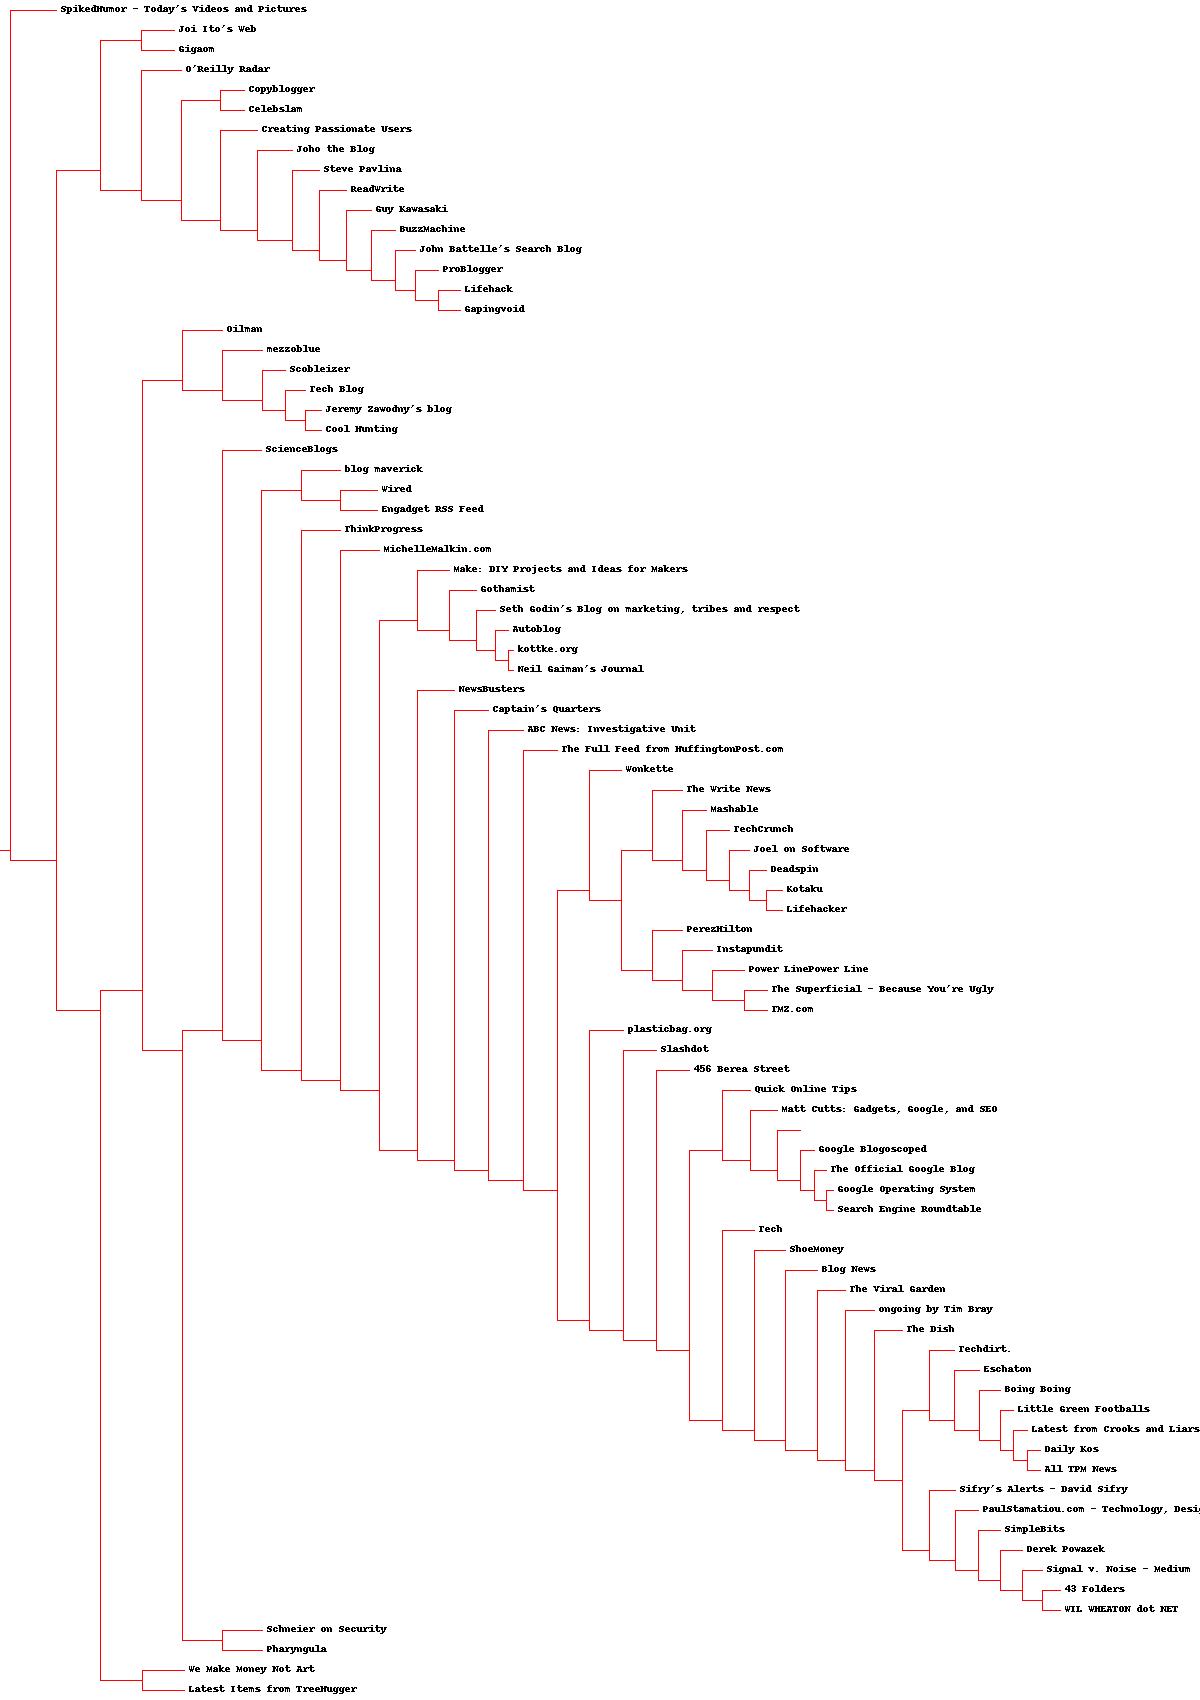 SpikedHumor - Today's Videos and Pictures
Joi Ito's Web
Gigaom
O'Reilly Radar
Copyblogger
Celebslam
Creating Passionate Users
Joho the Blog
Steve Pavlina
ReadWrite
Guy Kawasaki
BuzzMachine
John Battelle's Search Blog
ProBlogger
Lifehack
Gapingvoid
Oilman
mezzoblue
Scobleizer
Tech Blog
Jeremy Zawodny's blog
Cool Hunting
ScienceBlogs
blog maverick
Wired
Engadget RSS Feed
ThinkProgress
MichelleMalkin.com
Make: DIY Projects and Ideas for Makers
Gothamist
Seth Godin's Blog on marketing, tribes and respect
Autoblog
kottke.org
Neil Gaiman's Journal
NewsBusters
Captain's Quarters
ABC News: Investigative Unit
The Full Feed from HuffingtonPost.com
Wonkette
The Write News
Mashable
TechCrunch
Joel on Software
Deadspin
Kotaku
Lifehacker
PerezHilton
Instapundit
Power LinePower Line
The Superficial - Because You're Ugly
TMZ.com
plasticbag.org
Slashdot
456 Berea Street
Quick Online Tips
Matt Cutts: Gadgets, Google, and SEO
Google Blogoscoped
The Official Google Blog
Google Operating System
Search Engine Roundtable
Tech
ShoeMoney
Blog News
The Viral Garden
ongoing by Tim Bray
The Dish
Techdirt.
Eschaton
Boing Boing
Little Green Footballs
Latest from Crooks and Liars
Daily Kos
All TPM News
Sifry's Alerts - David Sifry
PaulStamatiou.com - Technology, Desi
SimpleBits
Derek Powazek
Signal v. Noise - Medium
43 Folders
WIL WHEATON dot NET
Schneier on Security
Pharyngula
We Make Money Not Art
Latest Items from TreeHugger